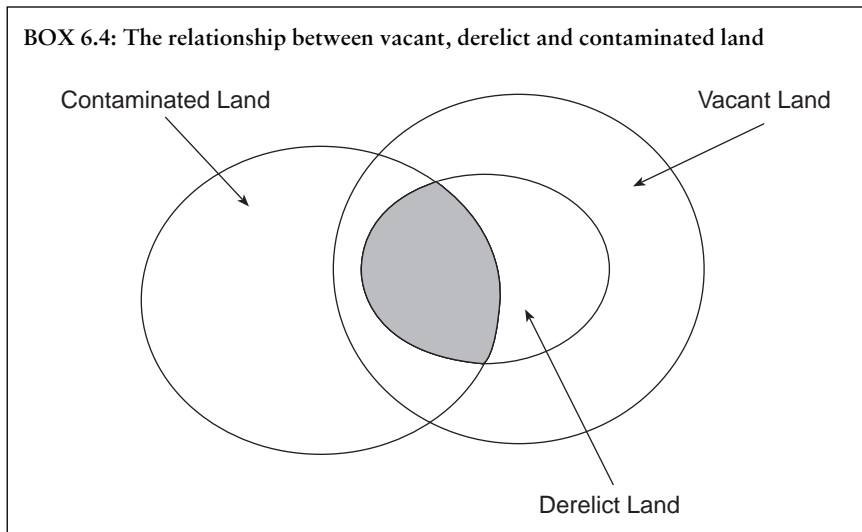 BOX 6.4: The relationship between vacant, derelict and contaminated land
Contaminated Land
Vacant Land
Derelict Land